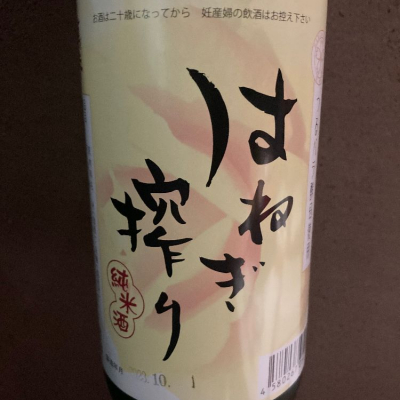 お酒は二十歳になってから　妊産婦の飲酒はお控え下さい
はねぎ
搾り
純米酒